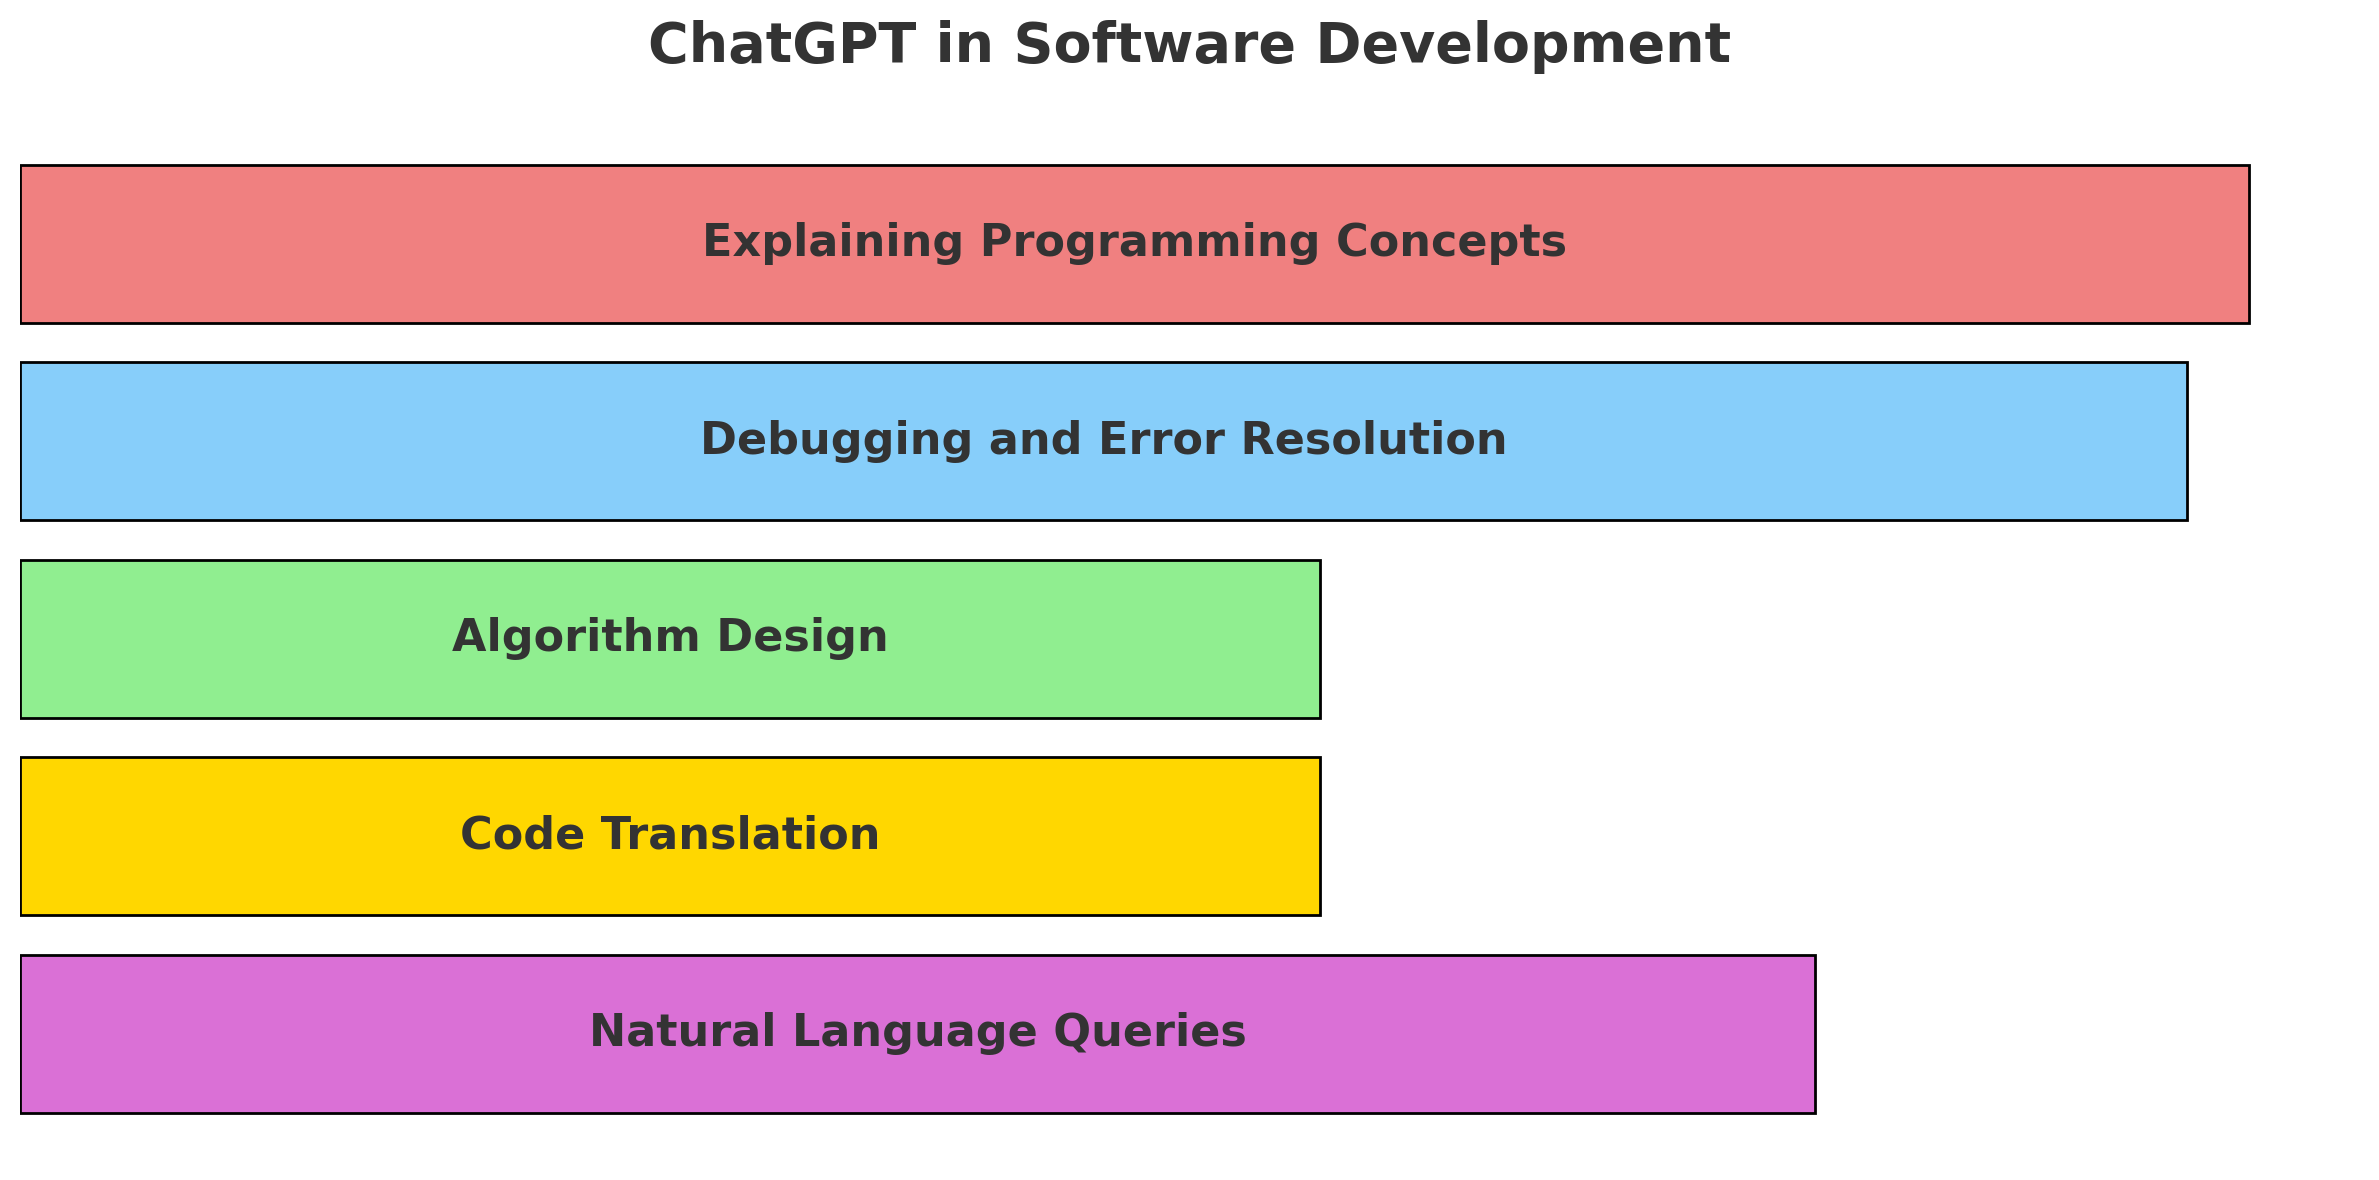 ChatGPT in Software Development
Explaining Programming Concepts
Debugging and Error Resolution
Algorithm Design
Code Translation
Natural Language Queries